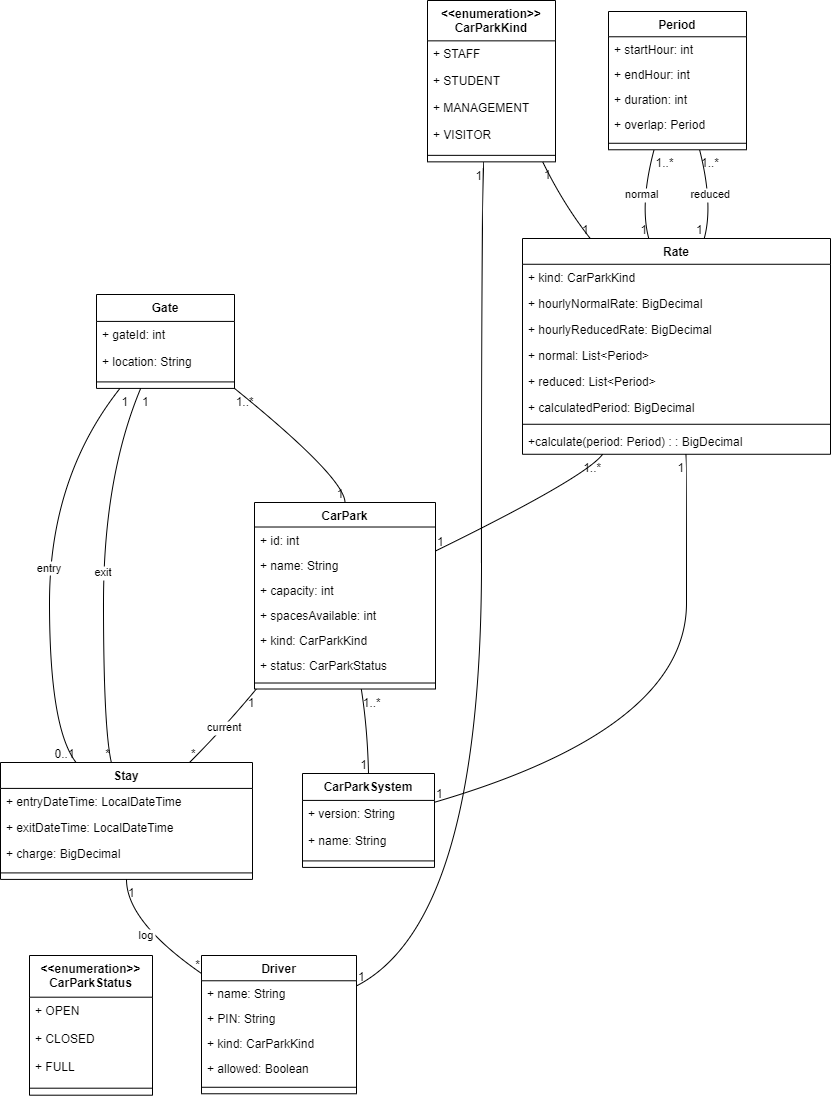 <<enumeration>>
CarParkKind
+ STAFF
+ STUDENT
+ MANAGEMENT
+ VISITOR
Period
+ startHour: int
+ endHour: int
+ duration: int
+ overlap: Period
1
1
1..*
1..*
normal
reduced
1
1
1
Rate
+ kind: CarParkKind
+ hourlyNormalRate: BigDecimal
+ hourlyReducedRate: BigDecimal
+ normal: List<Period>
+ reduced: List<Period>
+ calculatedPeriod: BigDecimal
+calculate(period: Period) : : BigDecimal
Gate
+ gateId: int
+ location: String
1
1
1..*
1
1..*
1
entry
exit
CarPark
+ id: int
+ name: String
+ capacity: int
+ spacesAvailable: int
+ kind: CarParkKind
+ status: CarParkStatus
1
1
1..*
current
0..1
*
*
1
1
Stay
+ entryDateTime: LocalDateTime
+ exitDateTime: LocalDateTime
+ charge: BigDecimal
CarParkSystem
+ version: String
+ name: String
1
log
*
1
<<enumeration>>
CarParkStatus
+ OPEN
+ CLOSED
+ FULL
Driver
+ name: String
+ PIN: String
+ kind: CarParkKind
+ allowed: Boolean